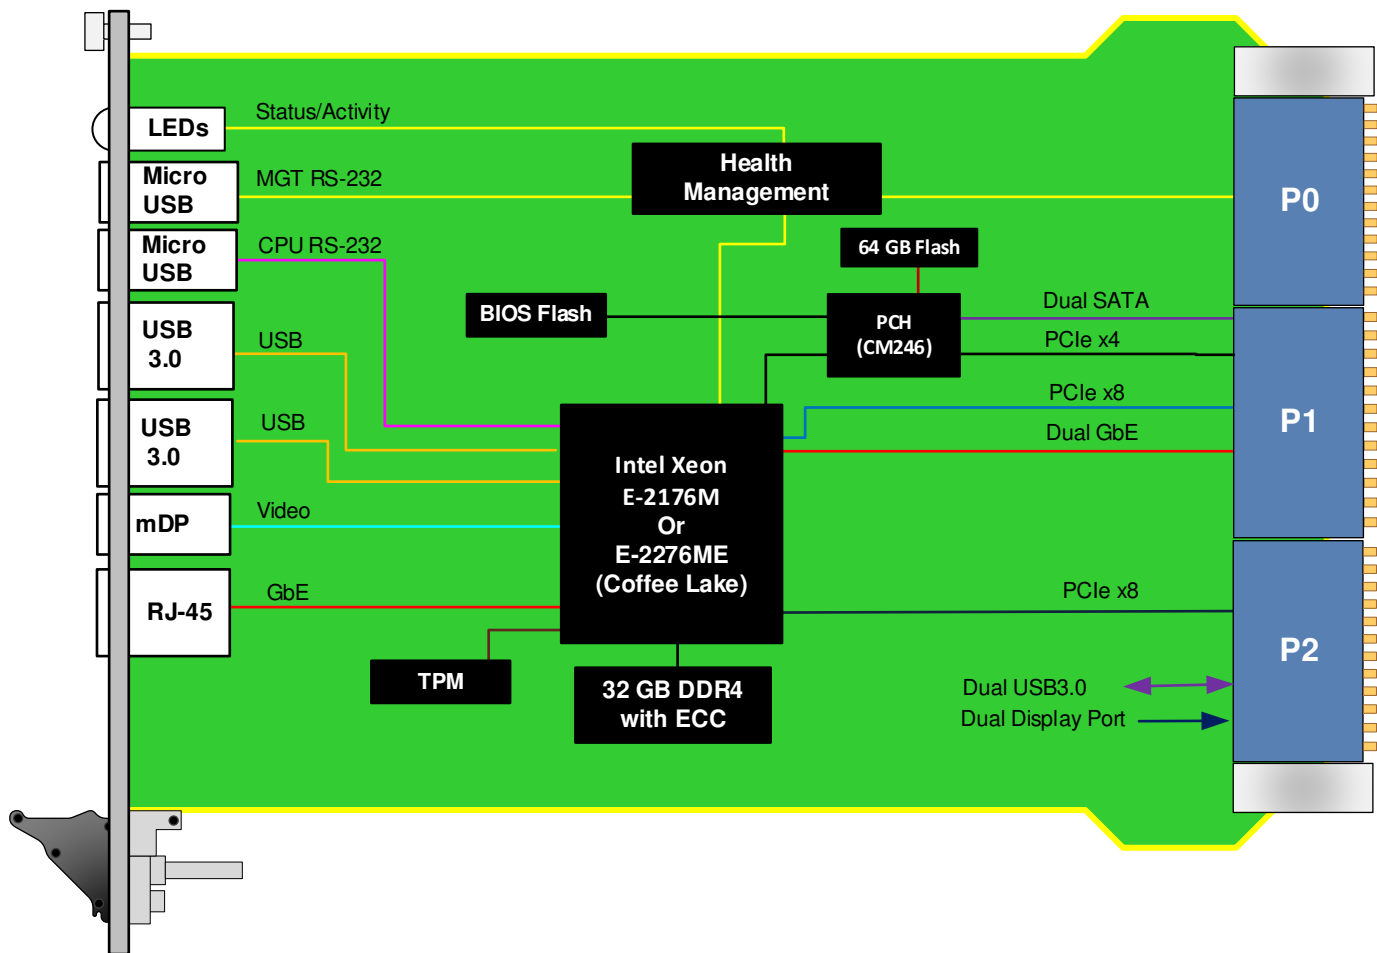 Status/Activity
LEDs
Health
Management
Micro
USB
MGT RS-232
P0
Micro
USB
CPU RS-232
64 GB Flash
BIOS Flash
PCH
(CM246)
Dual SATA
PCIe x4
USB
3.0
USB
PCIe x8
Dual GbE
P1
USB
3.0
USB
Intel Xeon
E-2176M
Or
E-2276ME
(Coffee Lake)
mDP
Video
RJ-45
GbE
PCIe x8
P2
TPM
32 GB DDR4
with ECC
Dual USB3.0
Dual Display Port